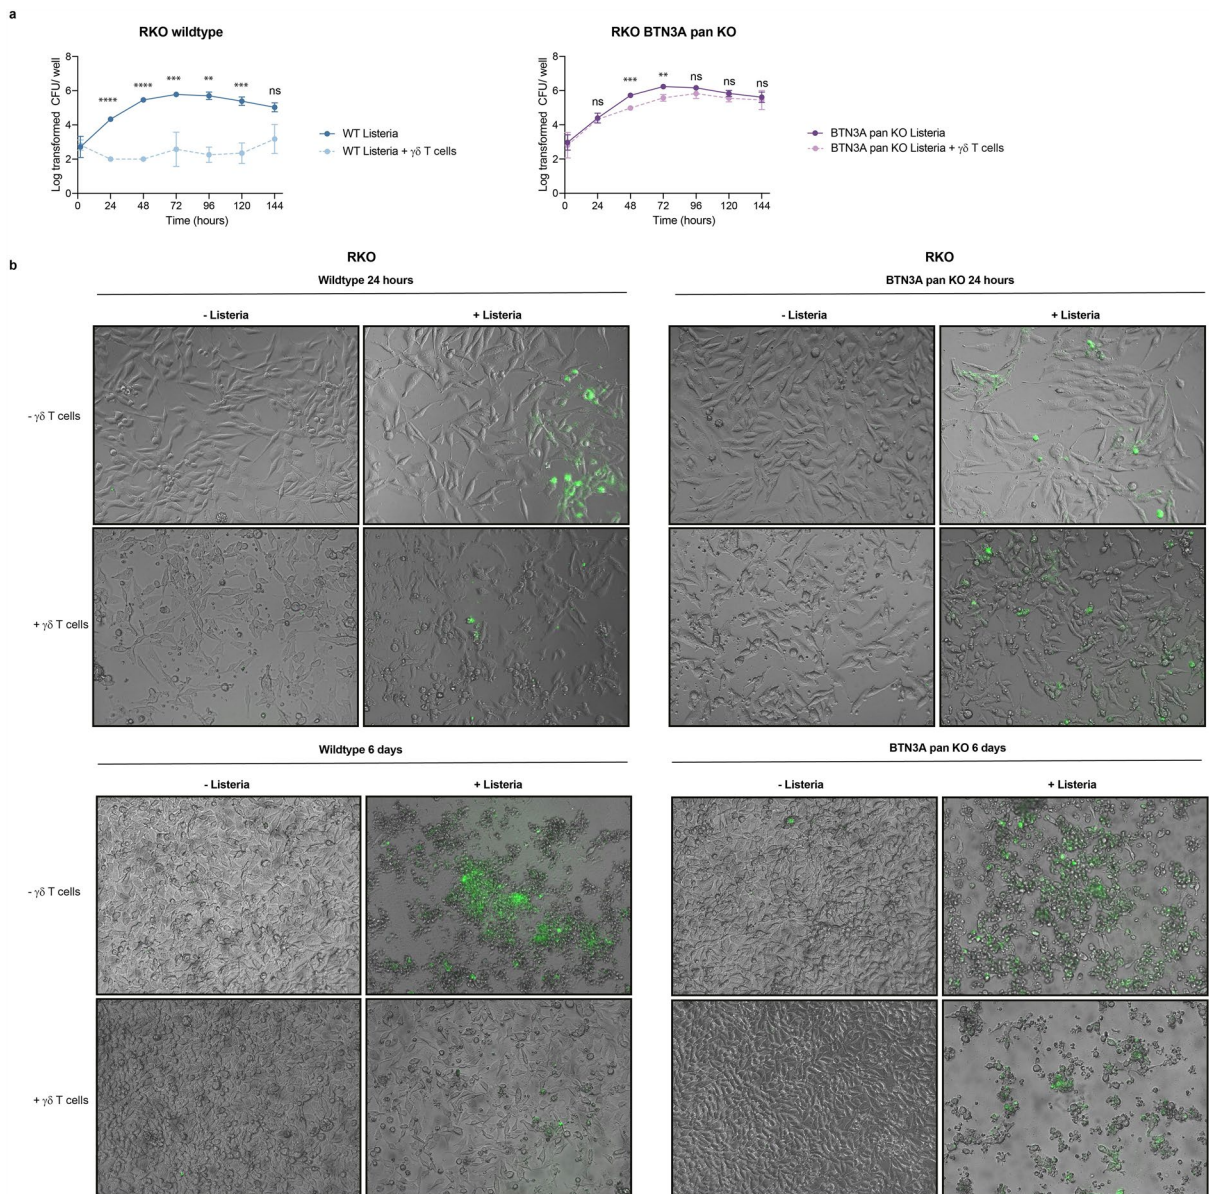 a
RKO wildtype
Log transformed CFU/ well
8
6
4
2
0
**** **** *** ** *** ns
0 24 48 72 96 120 144
Time (hours)
WT Listeria
WT Listeria + γδ T cells
RKO BTN3A pan KO
Log transformed CFU/ well
8
6
4
2
0
ns *** ** ns ns ns
0 24 48 72 96 120 144
Time (hours)
BTN3A pan KO Listeria
BTN3A pan KO Listeria + γδ T cells
b
RKO
Wildtype 24 hours
- Listeria + Listeria
RKO
BTN3A pan KO 24 hours
- Listeria + Listeria
- γδ T cells
+ γδ T cells
Wildtype 6 days
- Listeria + Listeria
BTN3A pan KO 6 days
- Listeria + Listeria
- γδ T cells
+ γδ T cells